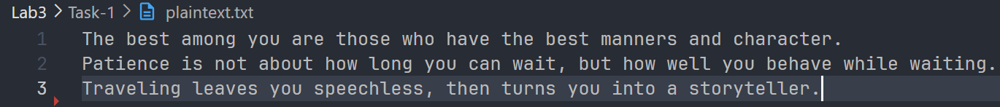 Lab3 > Task-1 > plaintext.txt
1 The best among you are those who have the best manners and character.
2 Patience is not about how long you can wait, but how well you behave while waiting.
3 Traveling leaves you speechless, then turns you into a storyteller.